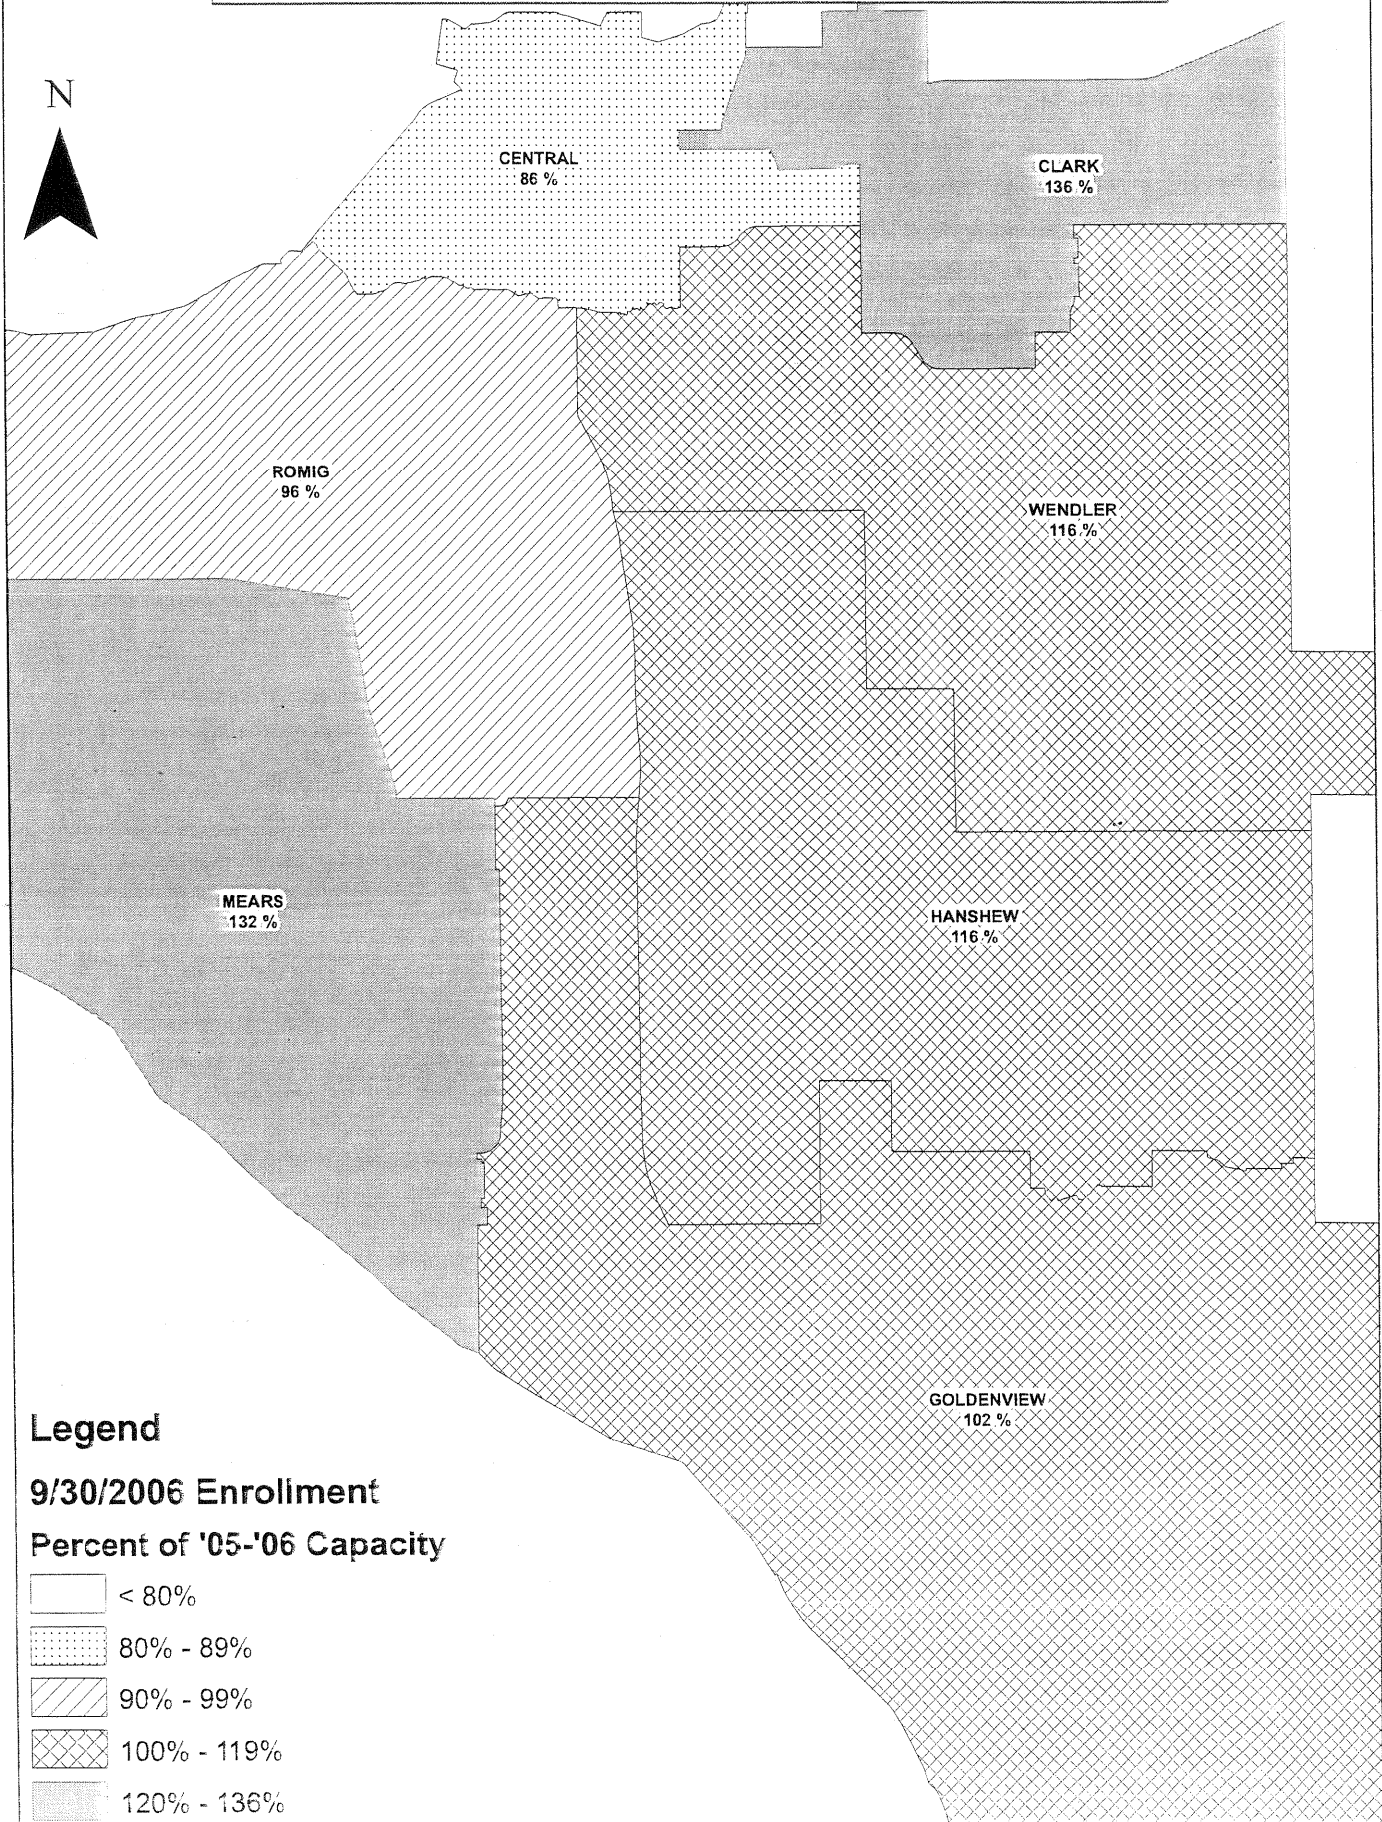 N
CENTRAL
86 %
CLARK
136 %
ROMIG
96 %
WENDLER
116 %
MEARS
132 %
HANSHEW
116 %
GOLDENVIEW
102 %
Legend
9/30/2006 Enrollment
Percent of '05-'06 Capacity
< 80%
80% - 89%
90% - 99%
100% - 119%
120% - 136%